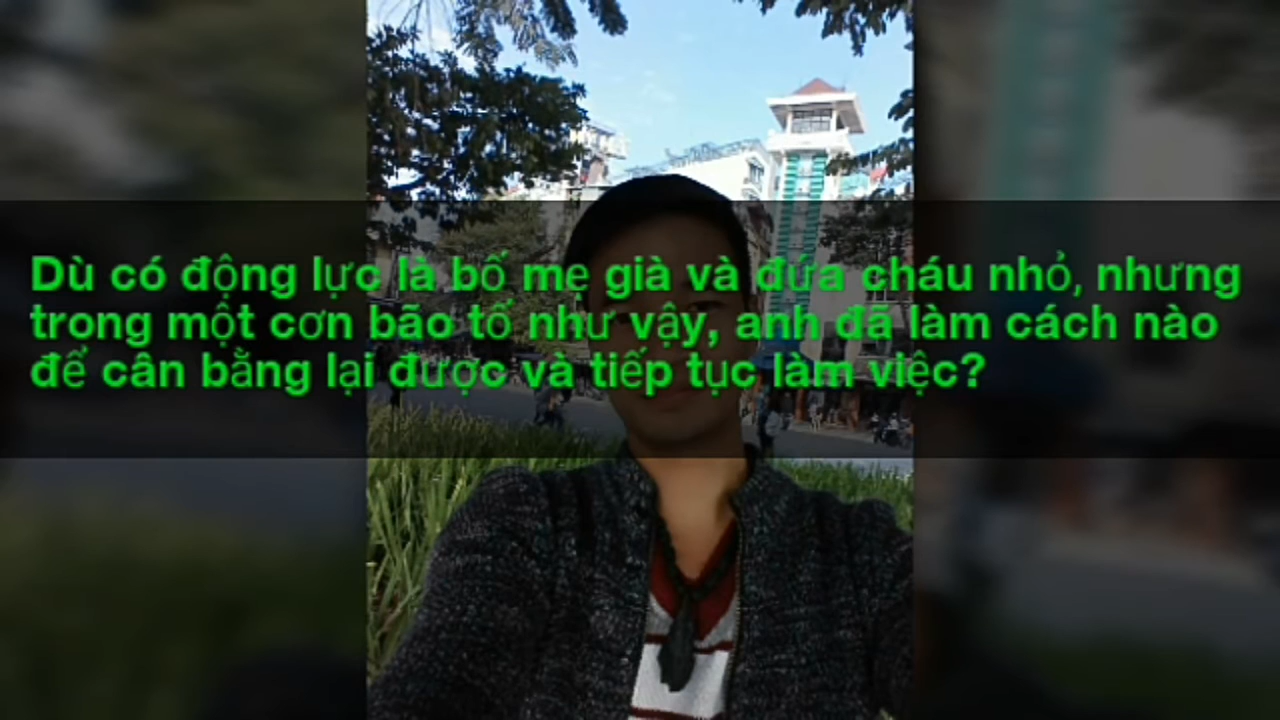 Dù có động lực là bố mẹ già và đứa cháu nhỏ, nhưng
trong một cơn bão tố như vậy, anh đã làm cách nào
để cân bằng lại được và tiếp tục làm việc?